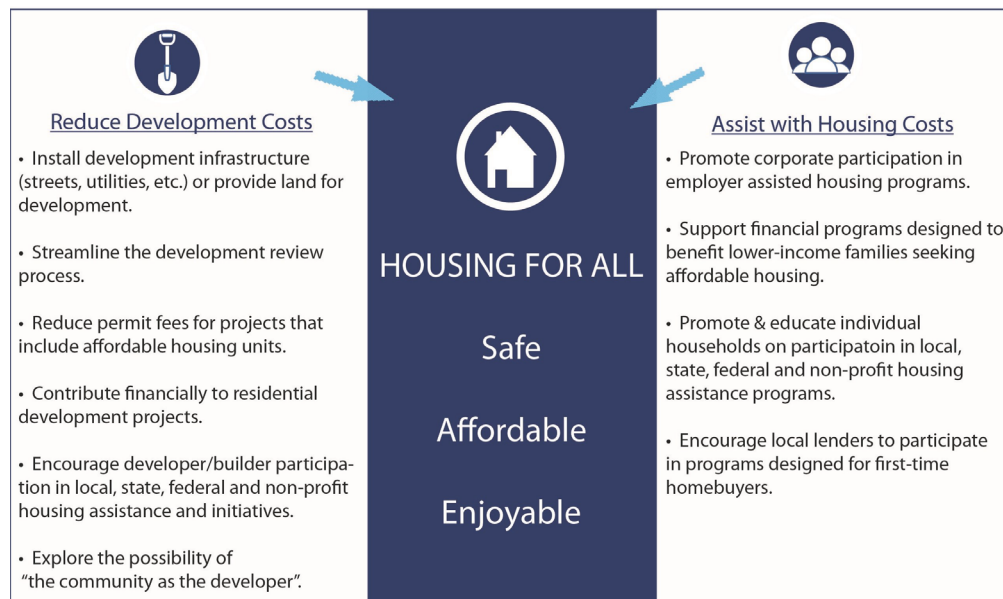 Reduce Development Costs
• Install development infrastructure
(streets, utilities, etc.) or provide land for
development.
• Streamline the development review
process.
• Reduce permit fees for projects that
include affordable housing units.
• Contribute financially to residential
development projects.
• Encourage developer/builder participa-
tion in local, state, federal and non-profit
housing assistance and initiatives.
• Explore the possibility of
"the community as the developer".
HOUSING FOR ALL
Safe
Affordable
Enjoyable
Assist with Housing Costs
• Promote corporate participation in
employer assisted housing programs.
• Support financial programs designed to
benefit lower-income families seeking
affordable housing.
• Promote & educate individual
households on participatoin in local,
state, federal and non-profit housing
assistance programs.
• Encourage local lenders to participate
in programs designed for first-time
homebuyers.